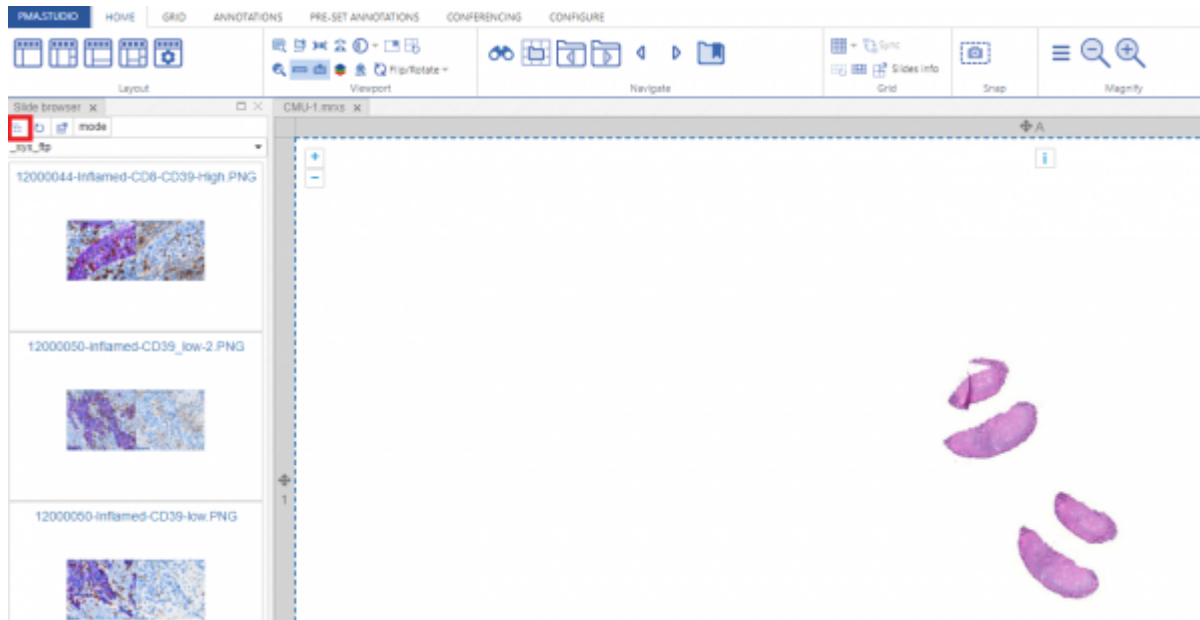 PMA.STUDIO HOME GRID ANNOTATIONS PRE-SET ANNOTATIONS CONFERENCING CONFIGURE
Sync
Flip/Rotate
Slides info
Layout Viewport Navigate Grid Snap Magnify
Slide browser x CMU-1.mrxs x
mode
A
_sys_ftp
+
i
−
12000044-Inflamed-CD8-CD39-High.PNG
12000050-inflamed-CD39_low-2.PNG
1
12000050-Inflamed-CD39-low.PNG